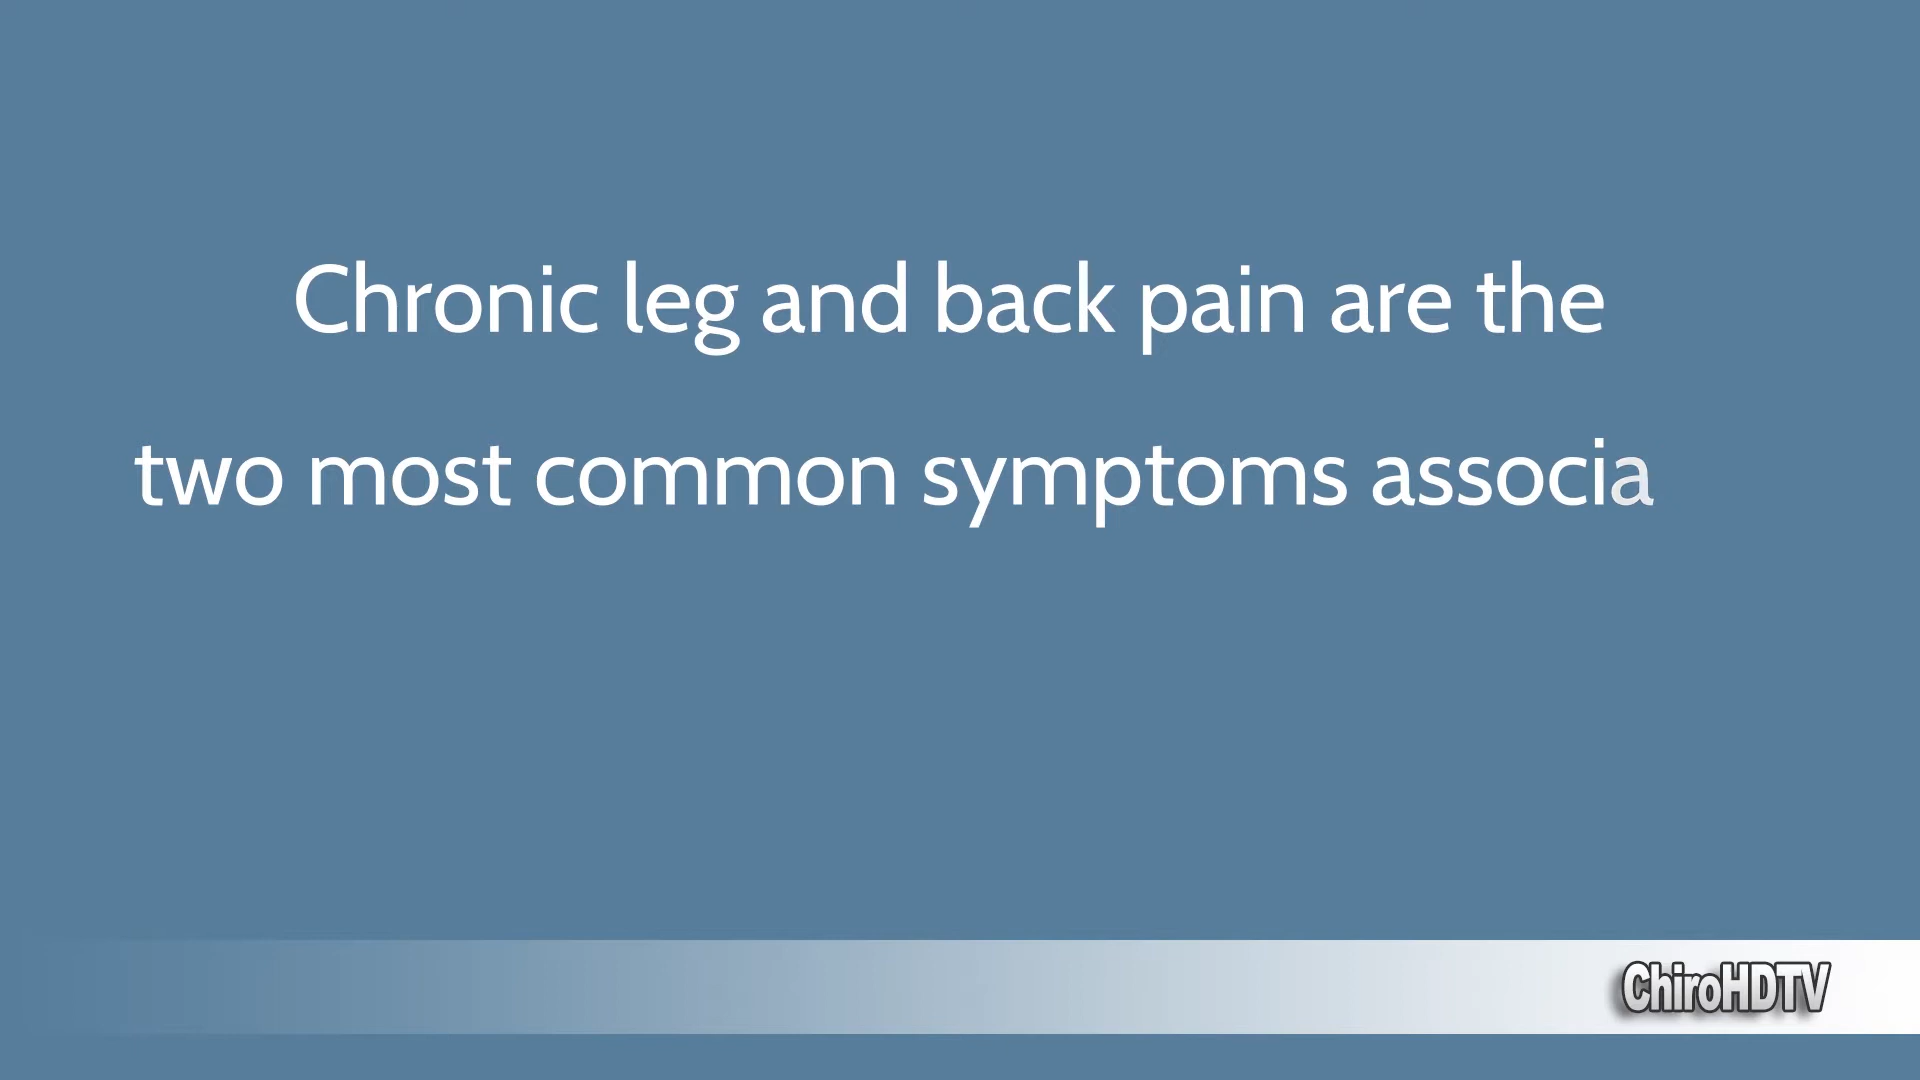 Chronic leg and back pain are the
two most common symptoms associa
ChiroHDTV